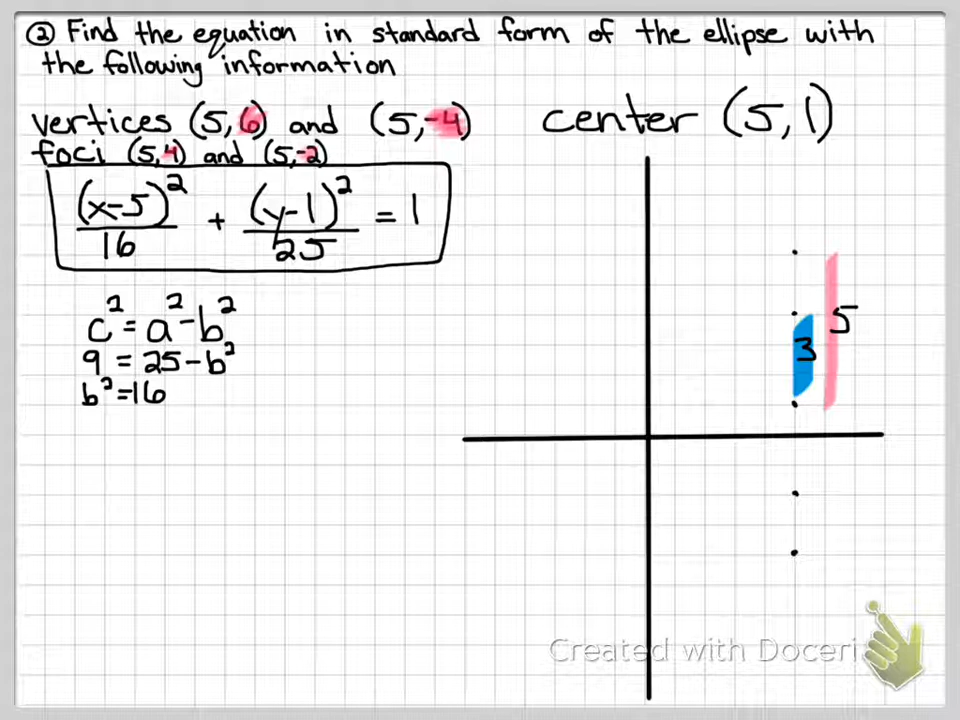 ② Find the equation in standard form of the ellipse with
the following information
vertices (5,6) and (5,-4)
foci (5,4) and (5,-2)
center (5,1)
(x-5)²/16 + (y-1)²/25 = 1
c² = a² - b²
9 = 25 - b²
b² = 16
3
5
Created with Doceri